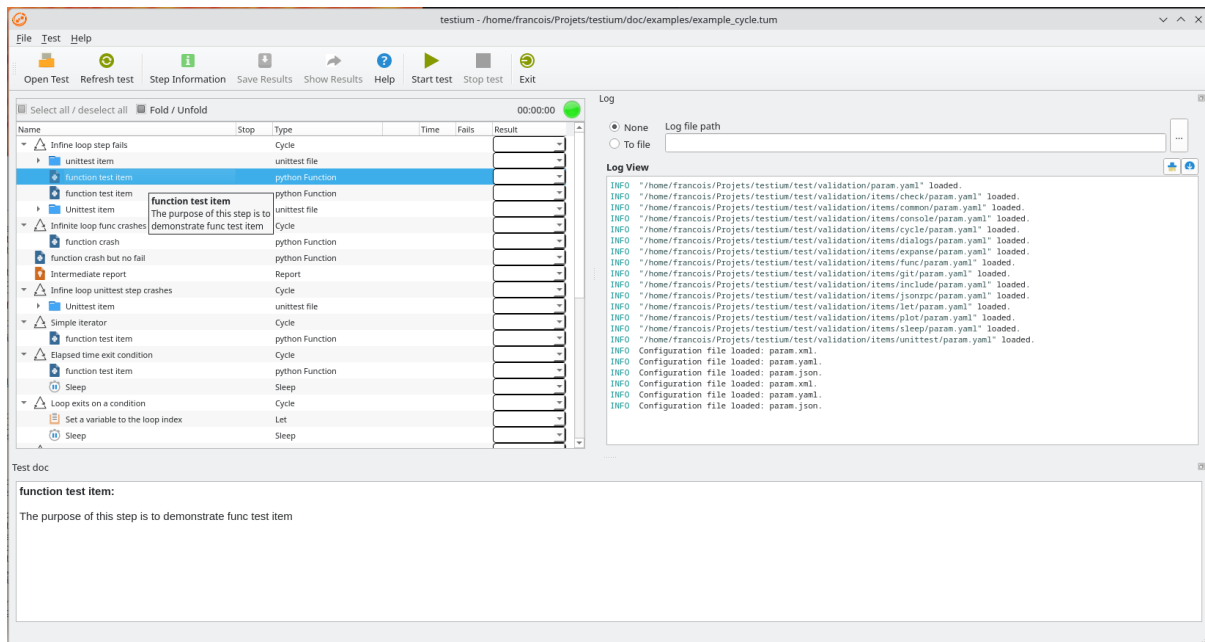 testium - /home/francois/Projets/testium/doc/examples/example_cycle.tum
File Test Help
Open Test Refresh test Step Information Save Results Show Results Help Start test Stop test Exit
Select all / deselect all Fold / Unfold 00:00:00
Name Stop Type Time Fails Result
Infine loop step fails Cycle
unittest item unittest file
function test item python Function
function test item python Function
Unittest item unittest file
Infinite loop func crashes Cycle
function crash python Function
function crash but no fail python Function
Intermediate report Report
Infine loop unittest step crashes Cycle
Unittest item unittest file
Simple iterator Cycle
function test item python Function
Elapsed time exit condition Cycle
function test item python Function
Sleep Sleep
Loop exits on a condition Cycle
Set a variable to the loop index Let
Sleep Sleep
function test item
The purpose of this step is to
demonstrate func test item
Log
None Log file path
To file ...
Log View
INFO "/home/francois/Projets/testium/test/validation/param.yaml" loaded.
INFO "/home/francois/Projets/testium/test/validation/items/check/param.yaml" loaded.
INFO "/home/francois/Projets/testium/test/validation/items/common/param.yaml" loaded.
INFO "/home/francois/Projets/testium/test/validation/items/console/param.yaml" loaded.
INFO "/home/francois/Projets/testium/test/validation/items/cycle/param.yaml" loaded.
INFO "/home/francois/Projets/testium/test/validation/items/dialogs/param.yaml" loaded.
INFO "/home/francois/Projets/testium/test/validation/items/expanse/param.yaml" loaded.
INFO "/home/francois/Projets/testium/test/validation/items/func/param.yaml" loaded.
INFO "/home/francois/Projets/testium/test/validation/items/git/param.yaml" loaded.
INFO "/home/francois/Projets/testium/test/validation/items/include/param.yaml" loaded.
INFO "/home/francois/Projets/testium/test/validation/items/jsonrpc/param.yaml" loaded.
INFO "/home/francois/Projets/testium/test/validation/items/let/param.yaml" loaded.
INFO "/home/francois/Projets/testium/test/validation/items/plot/param.yaml" loaded.
INFO "/home/francois/Projets/testium/test/validation/items/sleep/param.yaml" loaded.
INFO "/home/francois/Projets/testium/test/validation/items/unittest/param.yaml" loaded.
INFO Configuration file loaded: param.xml.
INFO Configuration file loaded: param.yaml.
INFO Configuration file loaded: param.json.
INFO Configuration file loaded: param.xml.
INFO Configuration file loaded: param.yaml.
INFO Configuration file loaded: param.json.
Test doc
function test item:
The purpose of this step is to demonstrate func test item